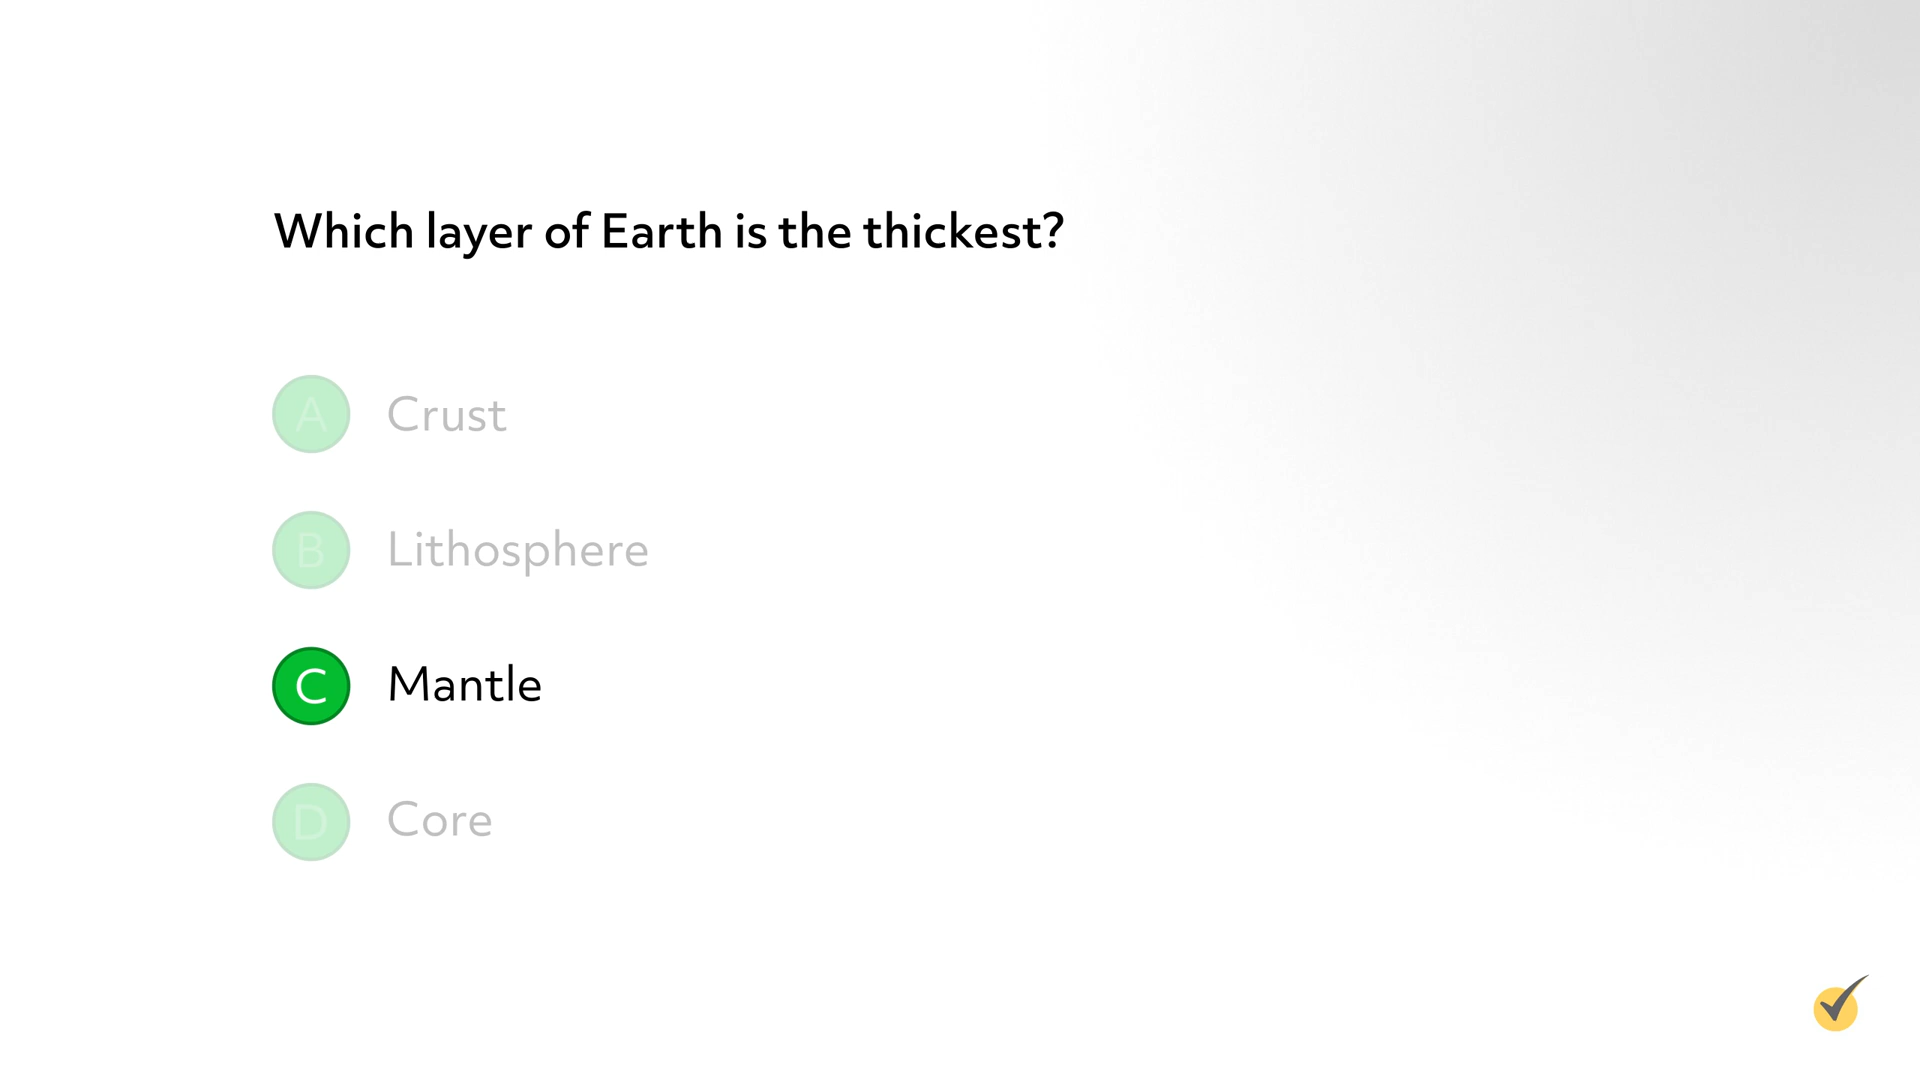 Which layer of Earth is the thickest?
A Crust
B Lithosphere
C Mantle
D Core